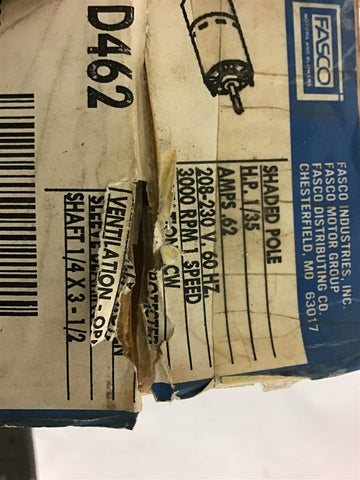 FASCO
MOTORS AND BLOWERS
FASCO INDUSTRIES, INC.
FASCO MOTOR GROUP
FASCO DISTRIBUTING CO.
CHESTERFIELD, MO 63017
D462
SHADED POLE
H.P. 1/35
AMPS .62
208-230 V. 60 HZ.
3000 RPM 1 SPEED
CW
VENTILATION - OP
SHAFT 1/4 X 3-1/2